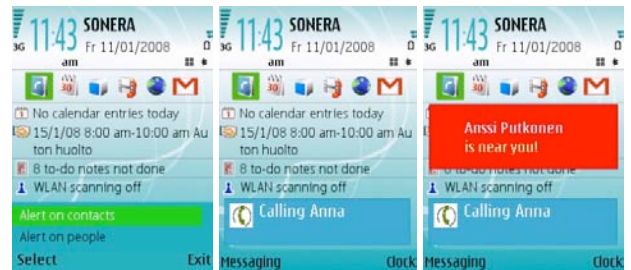 3G 11:43 am SONERA
Fr 11/01/2008
30
No calendar entries today
15/1/08 8:00 am-10:00 am Au
ton huolto
8 to-do notes not done
WLAN scanning off
Alert on contacts
Alert on people
Select Exit
3G 11:43 am SONERA
Fr 11/01/2008
30
No calendar entries today
15/1/08 8:00 am-10:00 am Au
ton huolto
8 to-do notes not done
WLAN scanning off
Calling Anna
Messaging Clock
3G 11:43 am SONERA
Fr 11/01/2008
30
Anssi Putkonen
is near you!
8 to-do notes not done
WLAN scanning off
Calling Anna
Messaging Clock